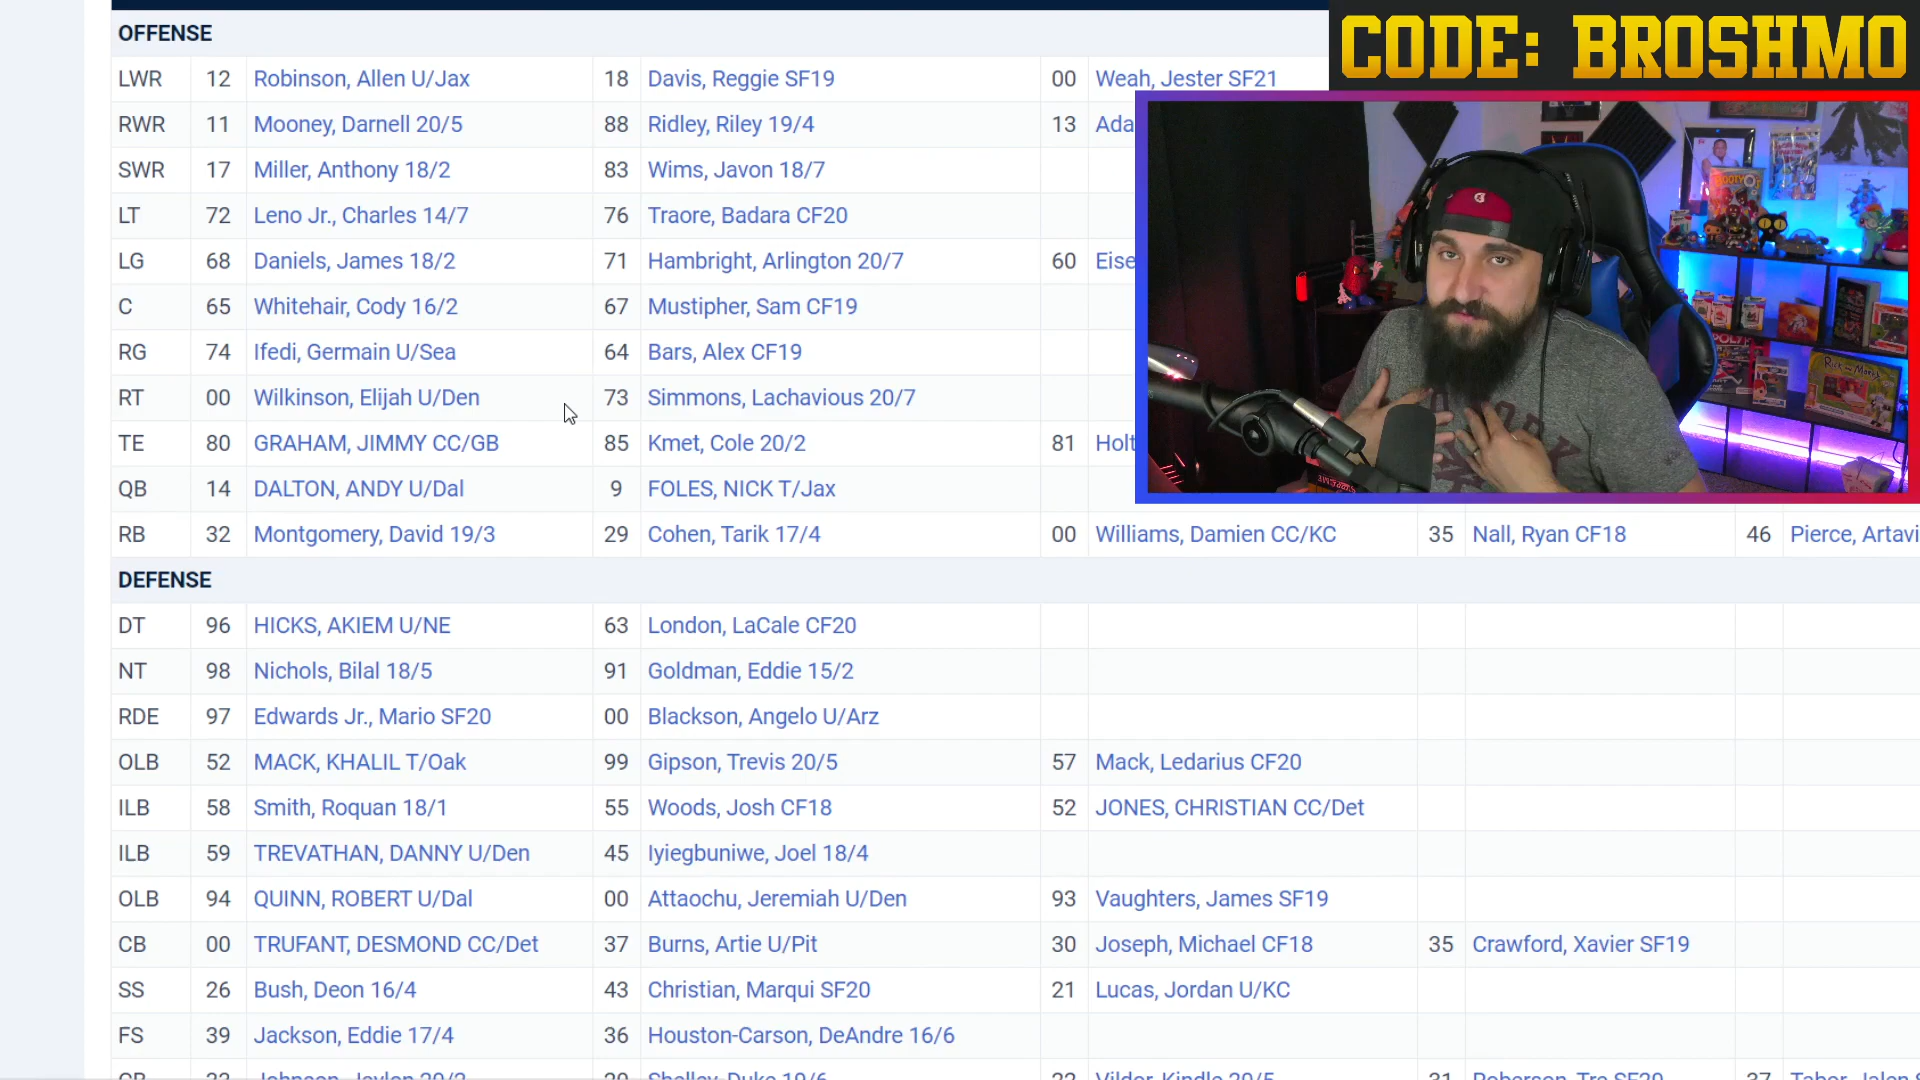 CODE: BROSHMO
OFFENSE
LWR 12 Robinson, Allen U/Jax 18 Davis, Reggie SF19 00 Weah, Jester SF21
RWR 11 Mooney, Darnell 20/5 88 Ridley, Riley 19/4 13 Ada
SWR 17 Miller, Anthony 18/2 83 Wims, Javon 18/7
LT 72 Leno Jr., Charles 14/7 76 Traore, Badara CF20
LG 68 Daniels, James 18/2 71 Hambright, Arlington 20/7 60 Eise
C 65 Whitehair, Cody 16/2 67 Mustipher, Sam CF19
RG 74 Ifedi, Germain U/Sea 64 Bars, Alex CF19
RT 00 Wilkinson, Elijah U/Den 73 Simmons, Lachavious 20/7
TE 80 GRAHAM, JIMMY CC/GB 85 Kmet, Cole 20/2 81 Holt
QB 14 DALTON, ANDY U/Dal 9 FOLES, NICK T/Jax
RB 32 Montgomery, David 19/3 29 Cohen, Tarik 17/4 00 Williams, Damien CC/KC 35 Nall, Ryan CF18 46 Pierce, Artavi
DEFENSE
DT 96 HICKS, AKIEM U/NE 63 London, LaCale CF20
NT 98 Nichols, Bilal 18/5 91 Goldman, Eddie 15/2
RDE 97 Edwards Jr., Mario SF20 00 Blackson, Angelo U/Arz
OLB 52 MACK, KHALIL T/Oak 99 Gipson, Trevis 20/5 57 Mack, Ledarius CF20
ILB 58 Smith, Roquan 18/1 55 Woods, Josh CF18 52 JONES, CHRISTIAN CC/Det
ILB 59 TREVATHAN, DANNY U/Den 45 Iyiegbuniwe, Joel 18/4
OLB 94 QUINN, ROBERT U/Dal 00 Attaochu, Jeremiah U/Den 93 Vaughters, James SF19
CB 00 TRUFANT, DESMOND CC/Det 37 Burns, Artie U/Pit 30 Joseph, Michael CF18 35 Crawford, Xavier SF19
SS 26 Bush, Deon 16/4 43 Christian, Marqui SF20 21 Lucas, Jordan U/KC
FS 39 Jackson, Eddie 17/4 36 Houston-Carson, DeAndre 16/6